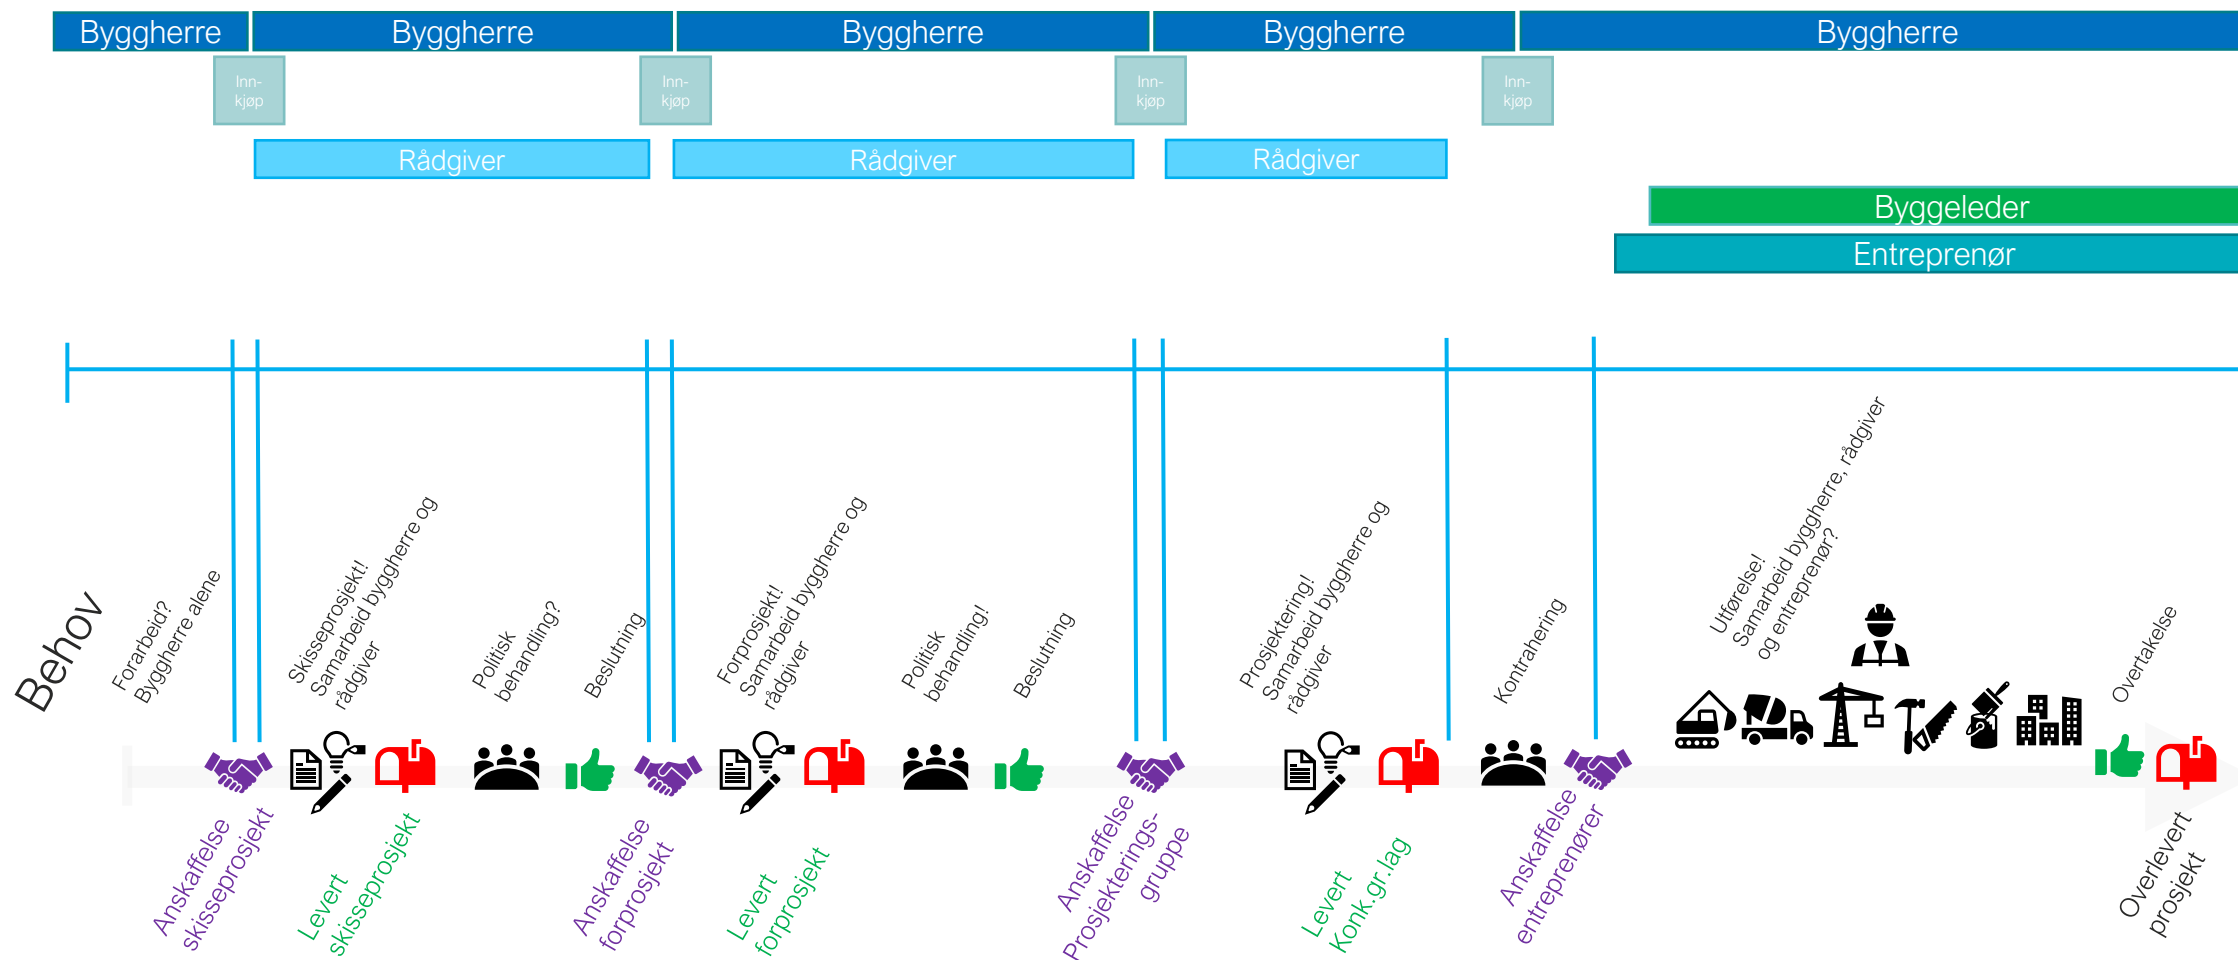 Byggherre
Byggherre
Byggherre
Byggherre
Byggherre
Inn-
kjøp
Inn-
kjøp
Inn-
kjøp
Inn-
kjøp
Rådgiver
Rådgiver
Rådgiver
Byggeleder
Entreprenør
Behov
Forarbeid?
Byggherre alene
Skisseprosjekt!
Samarbeid byggherre og
rådgiver
Politisk
behandling?
Beslutning
Forprosjekt!
Samarbeid byggherre og
rådgiver
Politisk
behandling!
Beslutning
Prosjektering!
Samarbeid byggherre og
rådgiver
Kontrahering
Utførelse!
Samarbeid byggherre, rådgiver
og entreprenør?
Overtakelse
Anskaffelse
skisseprosjekt
Levert
skisseprosjekt
Anskaffelse
forprosjekt
Levert
forprosjekt
Anskaffelse
Prosjekterings-
gruppe
Levert
Konk.gr.lag
Anskaffelse
entreprenører
Overlevert
prosjekt